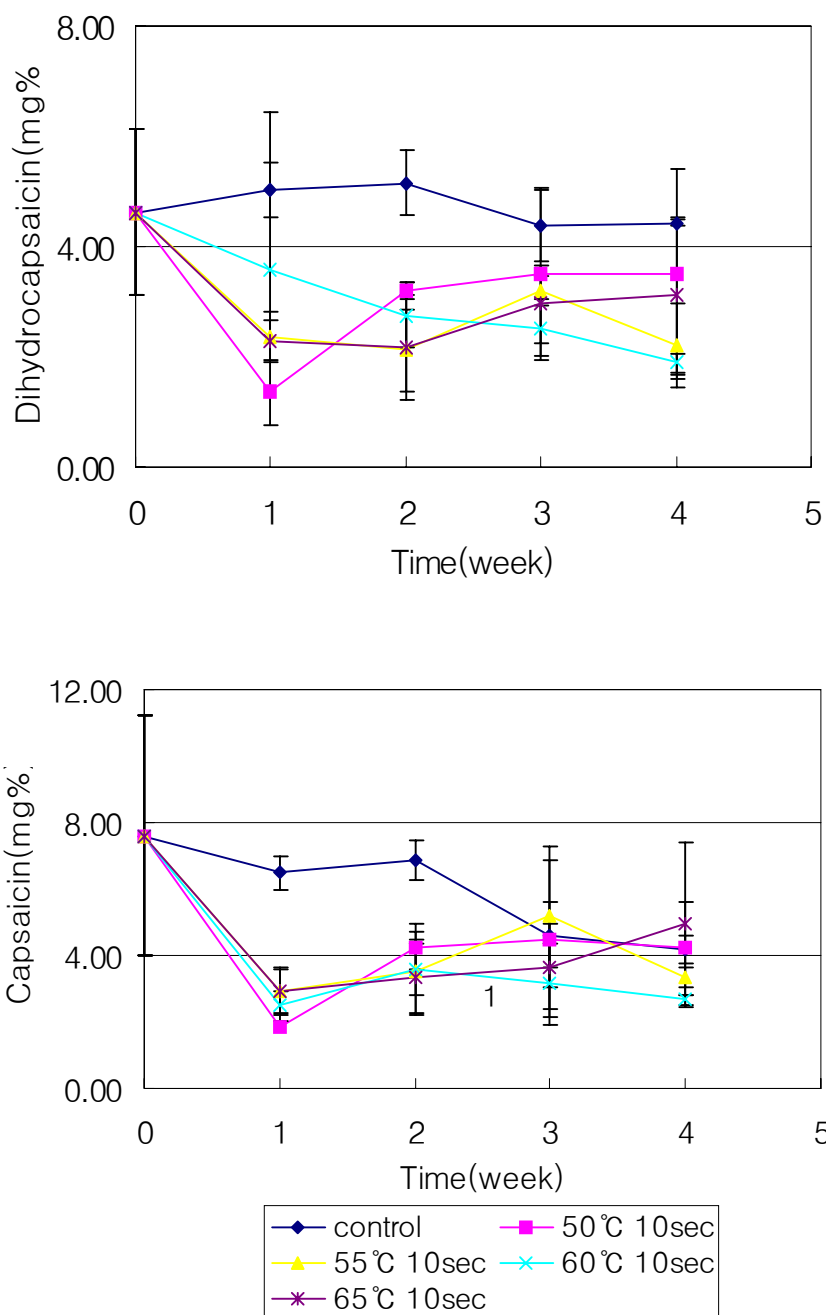 8.00
4.00
0.00
Dihydrocapsaicin(mg%
0 1 2 3 4 5
Time(week)
12.00
8.00
4.00
0.00
Capsaicin(mg%)
1
0 1 2 3 4 5
Time(week)
control 50℃ 10sec
55℃ 10sec 60℃ 10sec
65℃ 10sec